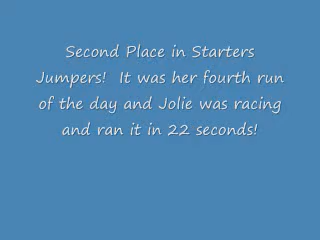 Second Place in Starters
Jumpers!  It was her fourth run
of the day and Jolie was racing
and ran it in 22 seconds!